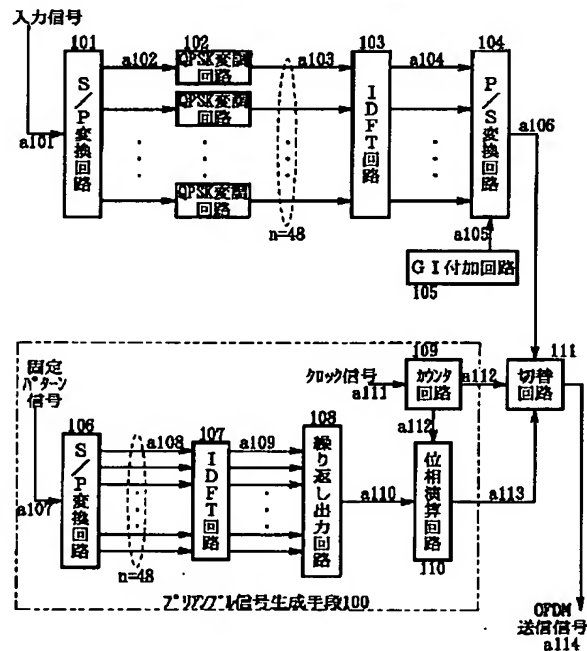 入力信号
101
102
103
104
a102
QPSK変調
回路
a103
a104
QPSK変調
回路
QPSK変調
回路
S/P変換回路
IDFT回路
P/S変換回路
a101
a106
n=48
a105
GI付加回路
105
固定
パターン
信号
クロック信号
a111
109
カウンタ
回路
a112
111
切替
回路
106
a108
107
a109
108
a112
S/P変換回路
IDFT回路
繰り返し出力回路
a110
位相演算回路
a113
a107
110
n=48
プリアンブル信号生成手段100
OFDM
送信信号
a114